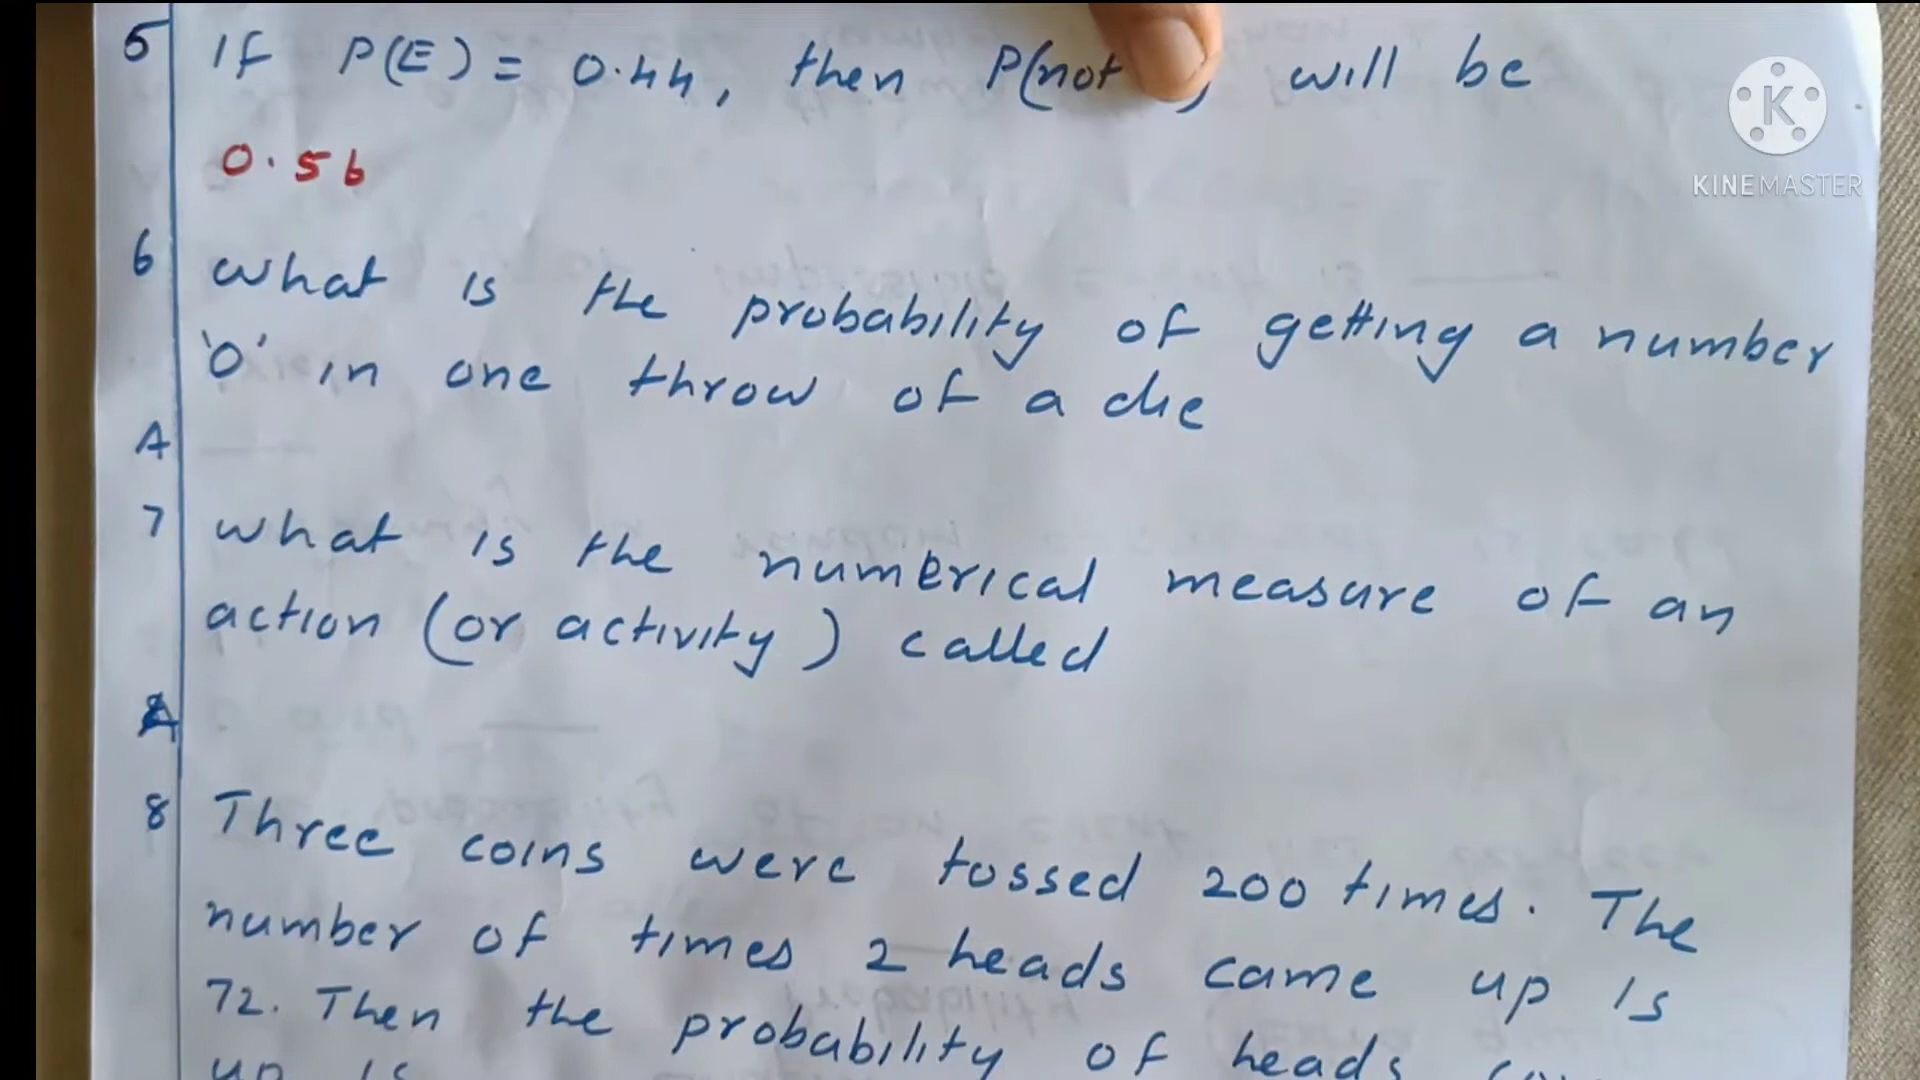 5 If P(E) = 0.44, then P(not ) will be
0.56
6 what is the probability of getting a number
'0' in one throw of a die
A
7 what is the numerical measure of an
action (or activity) called
A
8 Three coins were tossed 200 times. The
number of times 2 heads came up is
72. Then the probability of heads
up is
KINEMASTER